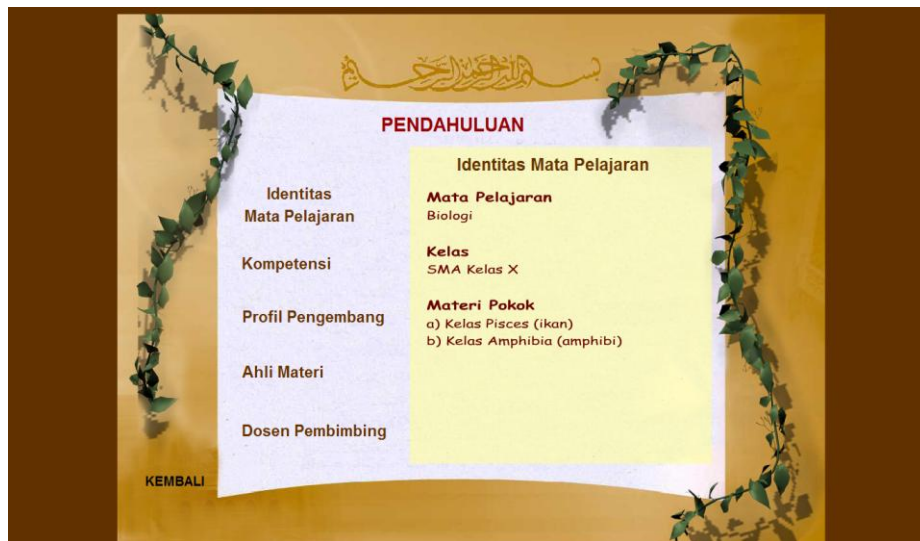 بسم الله الرحمن الرحيم
PENDAHULUAN
Identitas
Mata Pelajaran
Kompetensi
Profil Pengembang
Ahli Materi
Dosen Pembimbing
Identitas Mata Pelajaran
Mata Pelajaran
Biologi
Kelas
SMA Kelas X
Materi Pokok
a) Kelas Pisces (ikan)
b) Kelas Amphibia (amphibi)
KEMBALI